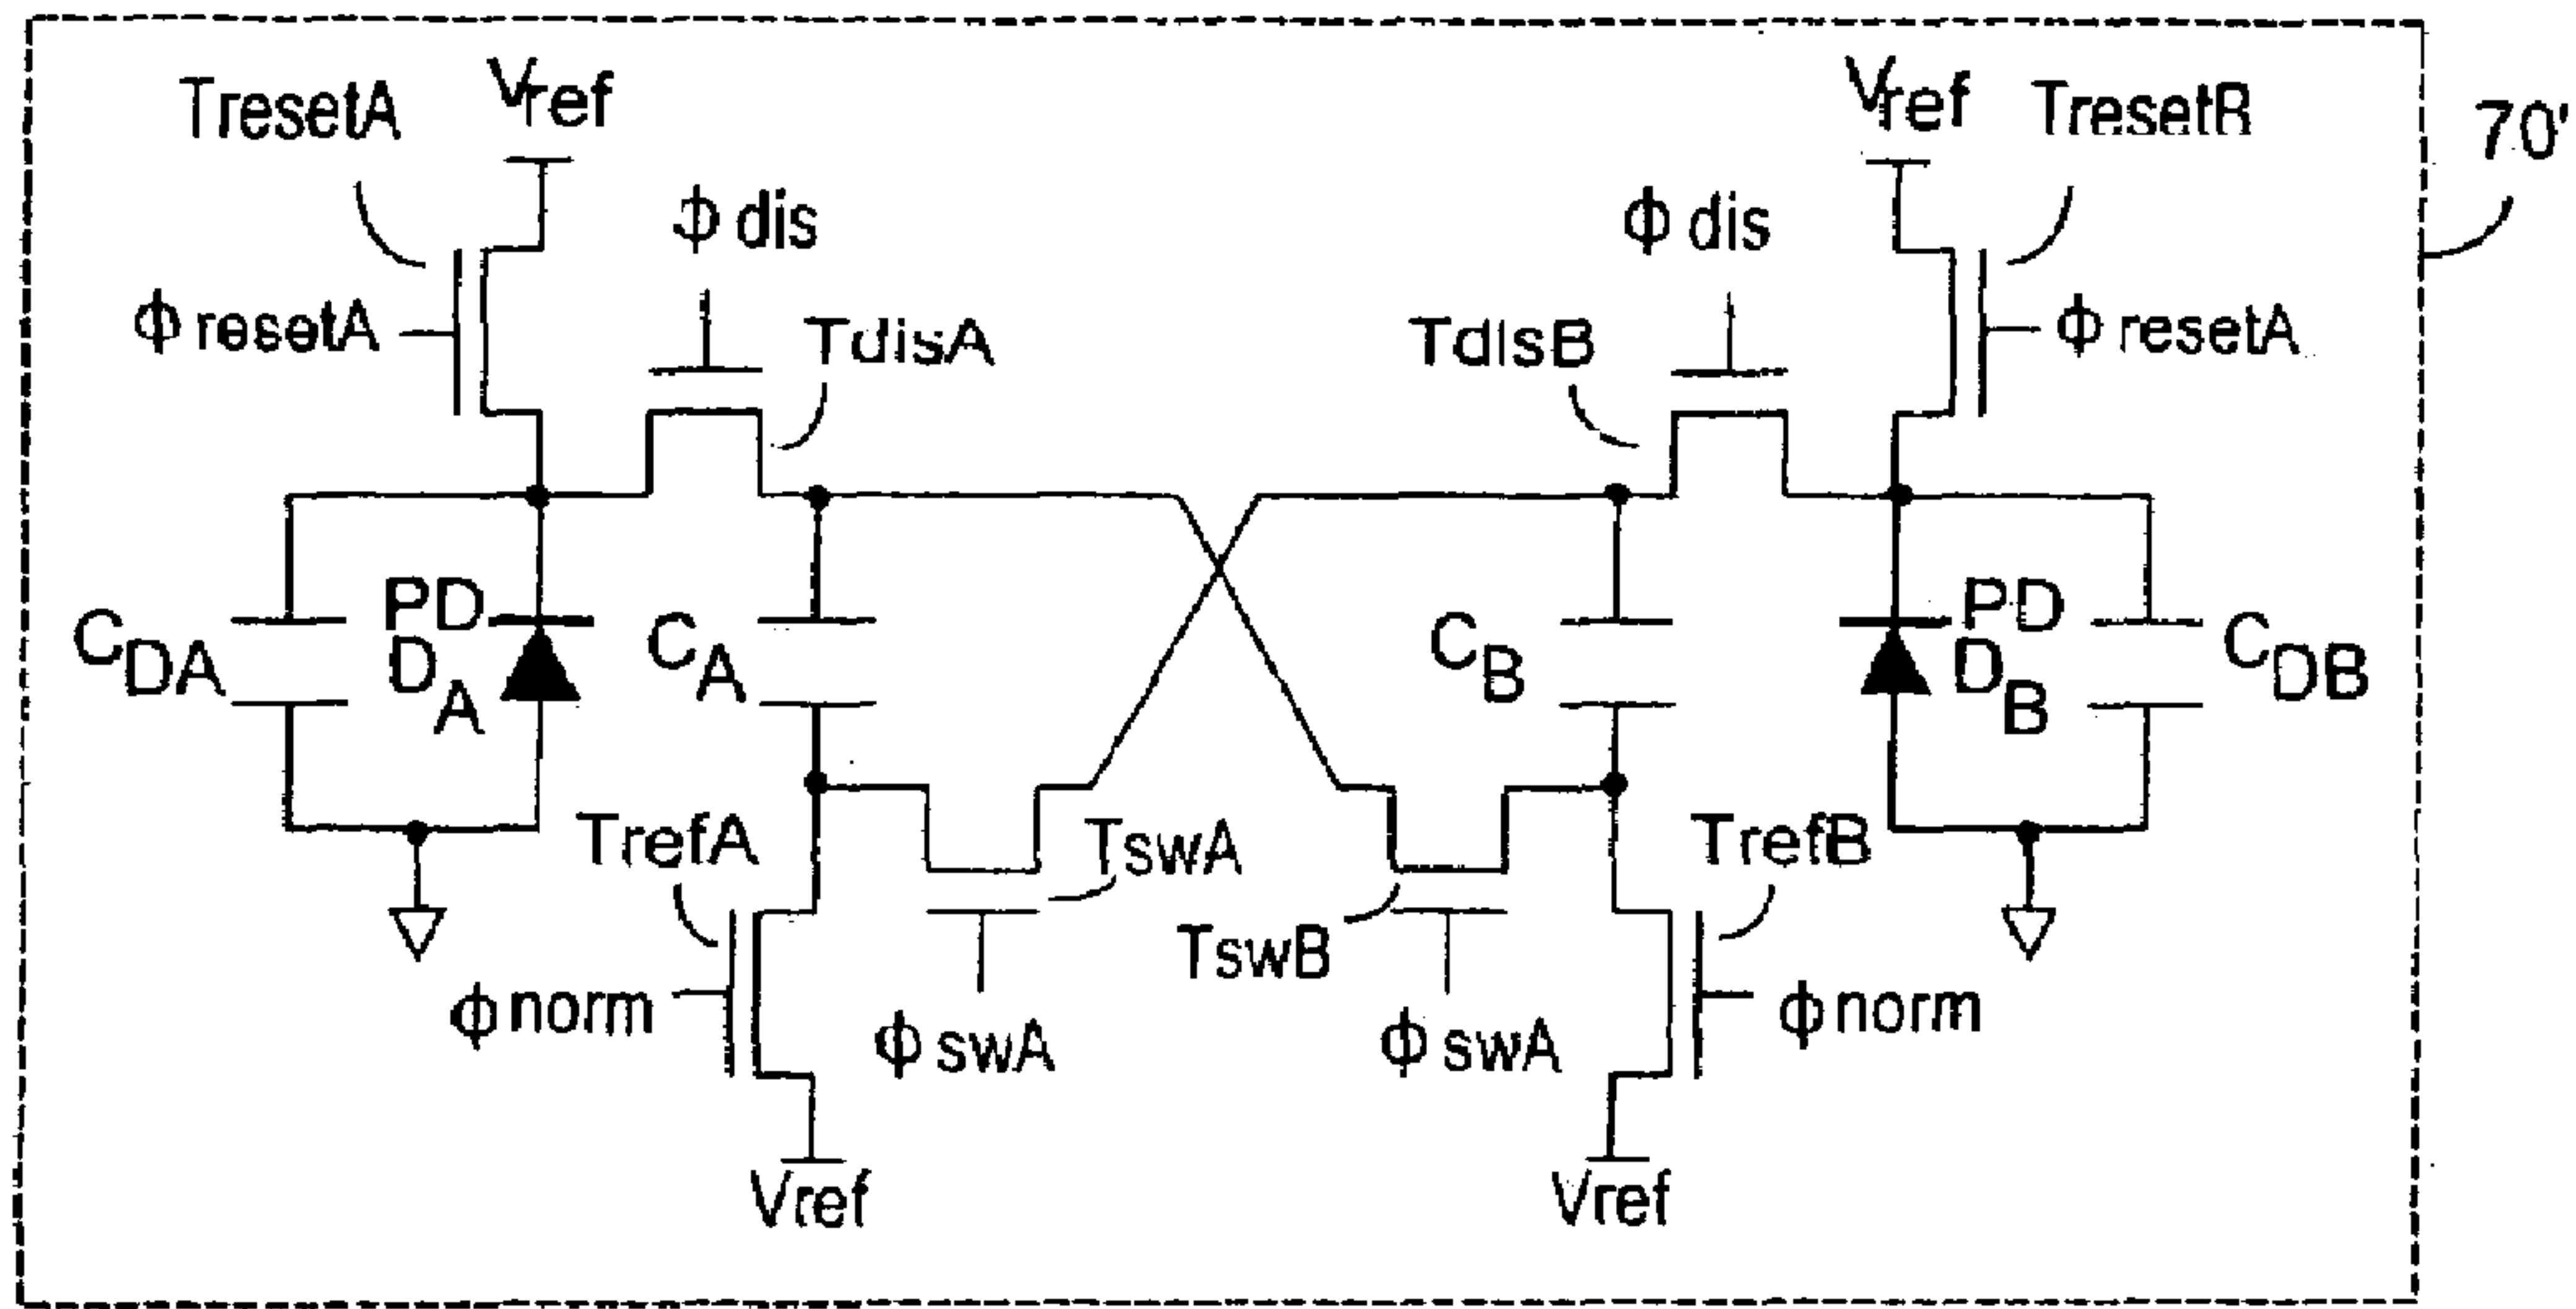 TresetA
Vref
Vref
TresetB
70'
ϕ dis
ϕ dis
ϕ resetA
TdisA
TdisB
ϕ resetA
CDA
PD
DA
CA
CB
PD
DB
CDB
TrefA
TswA
TrefB
TswB
ϕ norm
ϕ swA
ϕ swA
ϕ norm
Vref
Vref